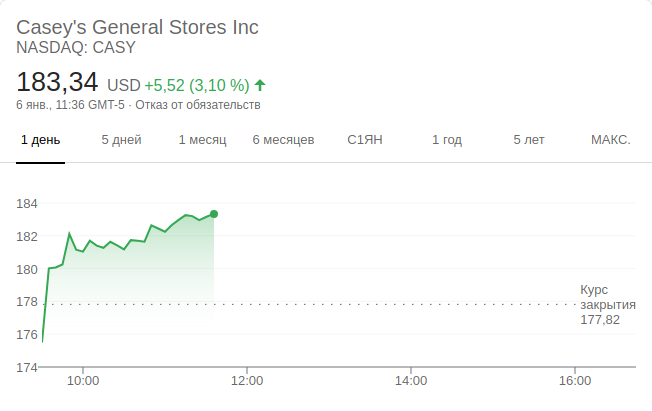 Casey's General Stores Inc
NASDAQ: CASY
183,34 USD +5,52 (3,10 %)
6 янв., 11:36 GMT-5 · Отказ от обязательств
1 день 5 дней 1 месяц 6 месяцев С1ЯН 1 год 5 лет МАКС.
184
182
180
178
176
174
Курс
закрытия
177,82
10:00 12:00 14:00 16:00